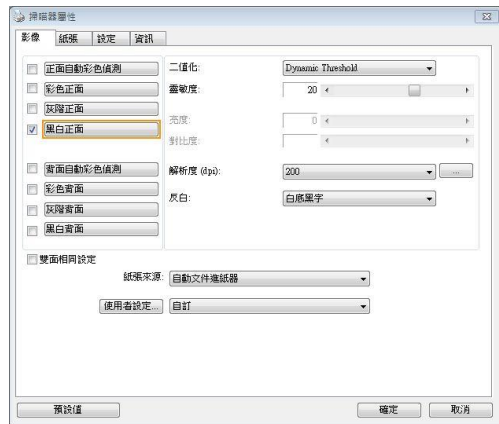 掃瞄器屬性
影像 紙張 設定 資訊
正面自動彩色偵測
彩色正面
灰階正面
黑白正面
背面自動彩色偵測
彩色背面
灰階背面
黑白背面
二值化: Dynamic Threshold
靈敏度: 20
亮度: 0
對比度:
解析度 (dpi): 200 ...
反白: 白底黑字
雙面相同設定
紙張來源: 自動文件進紙器
使用者設定... 自訂
預設值 確定 取消